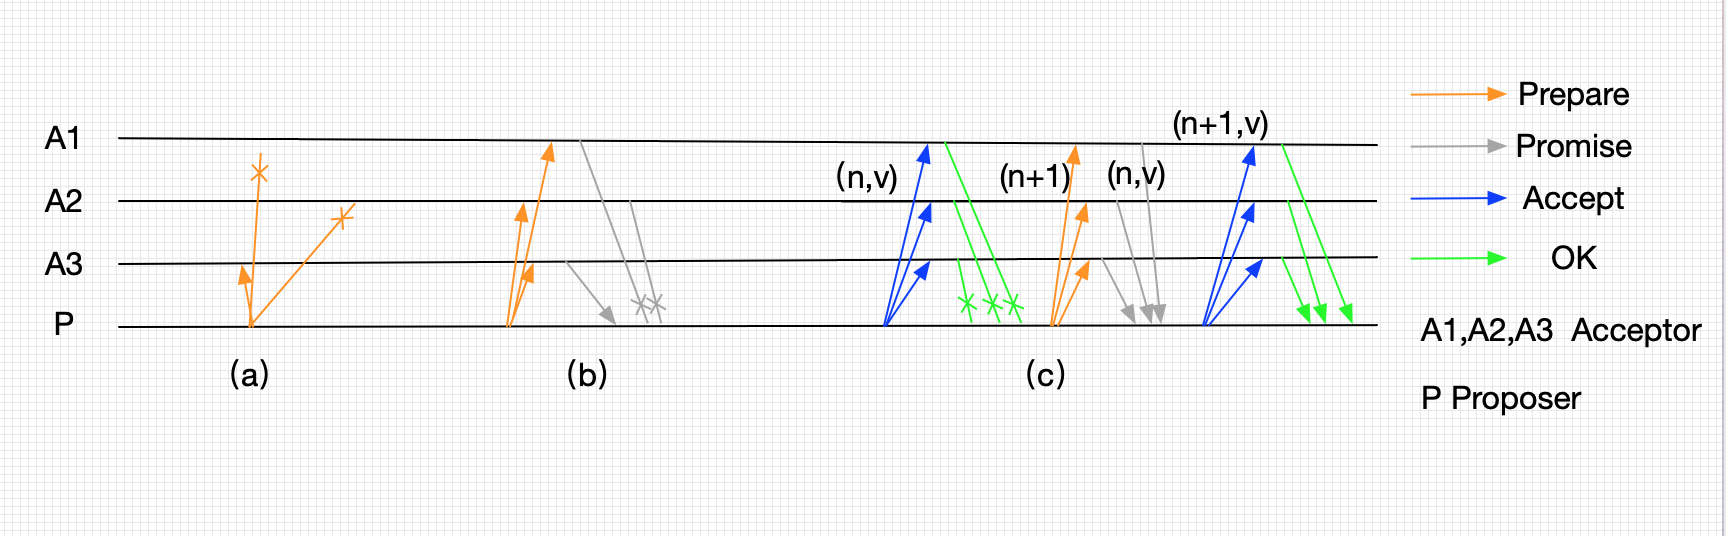 A1
A2
A3
P
(a)
(b)
(c)
(n,v)
(n+1)
(n,v)
(n+1,v)
Prepare
Promise
Accept
OK
A1,A2,A3 Acceptor
P Proposer